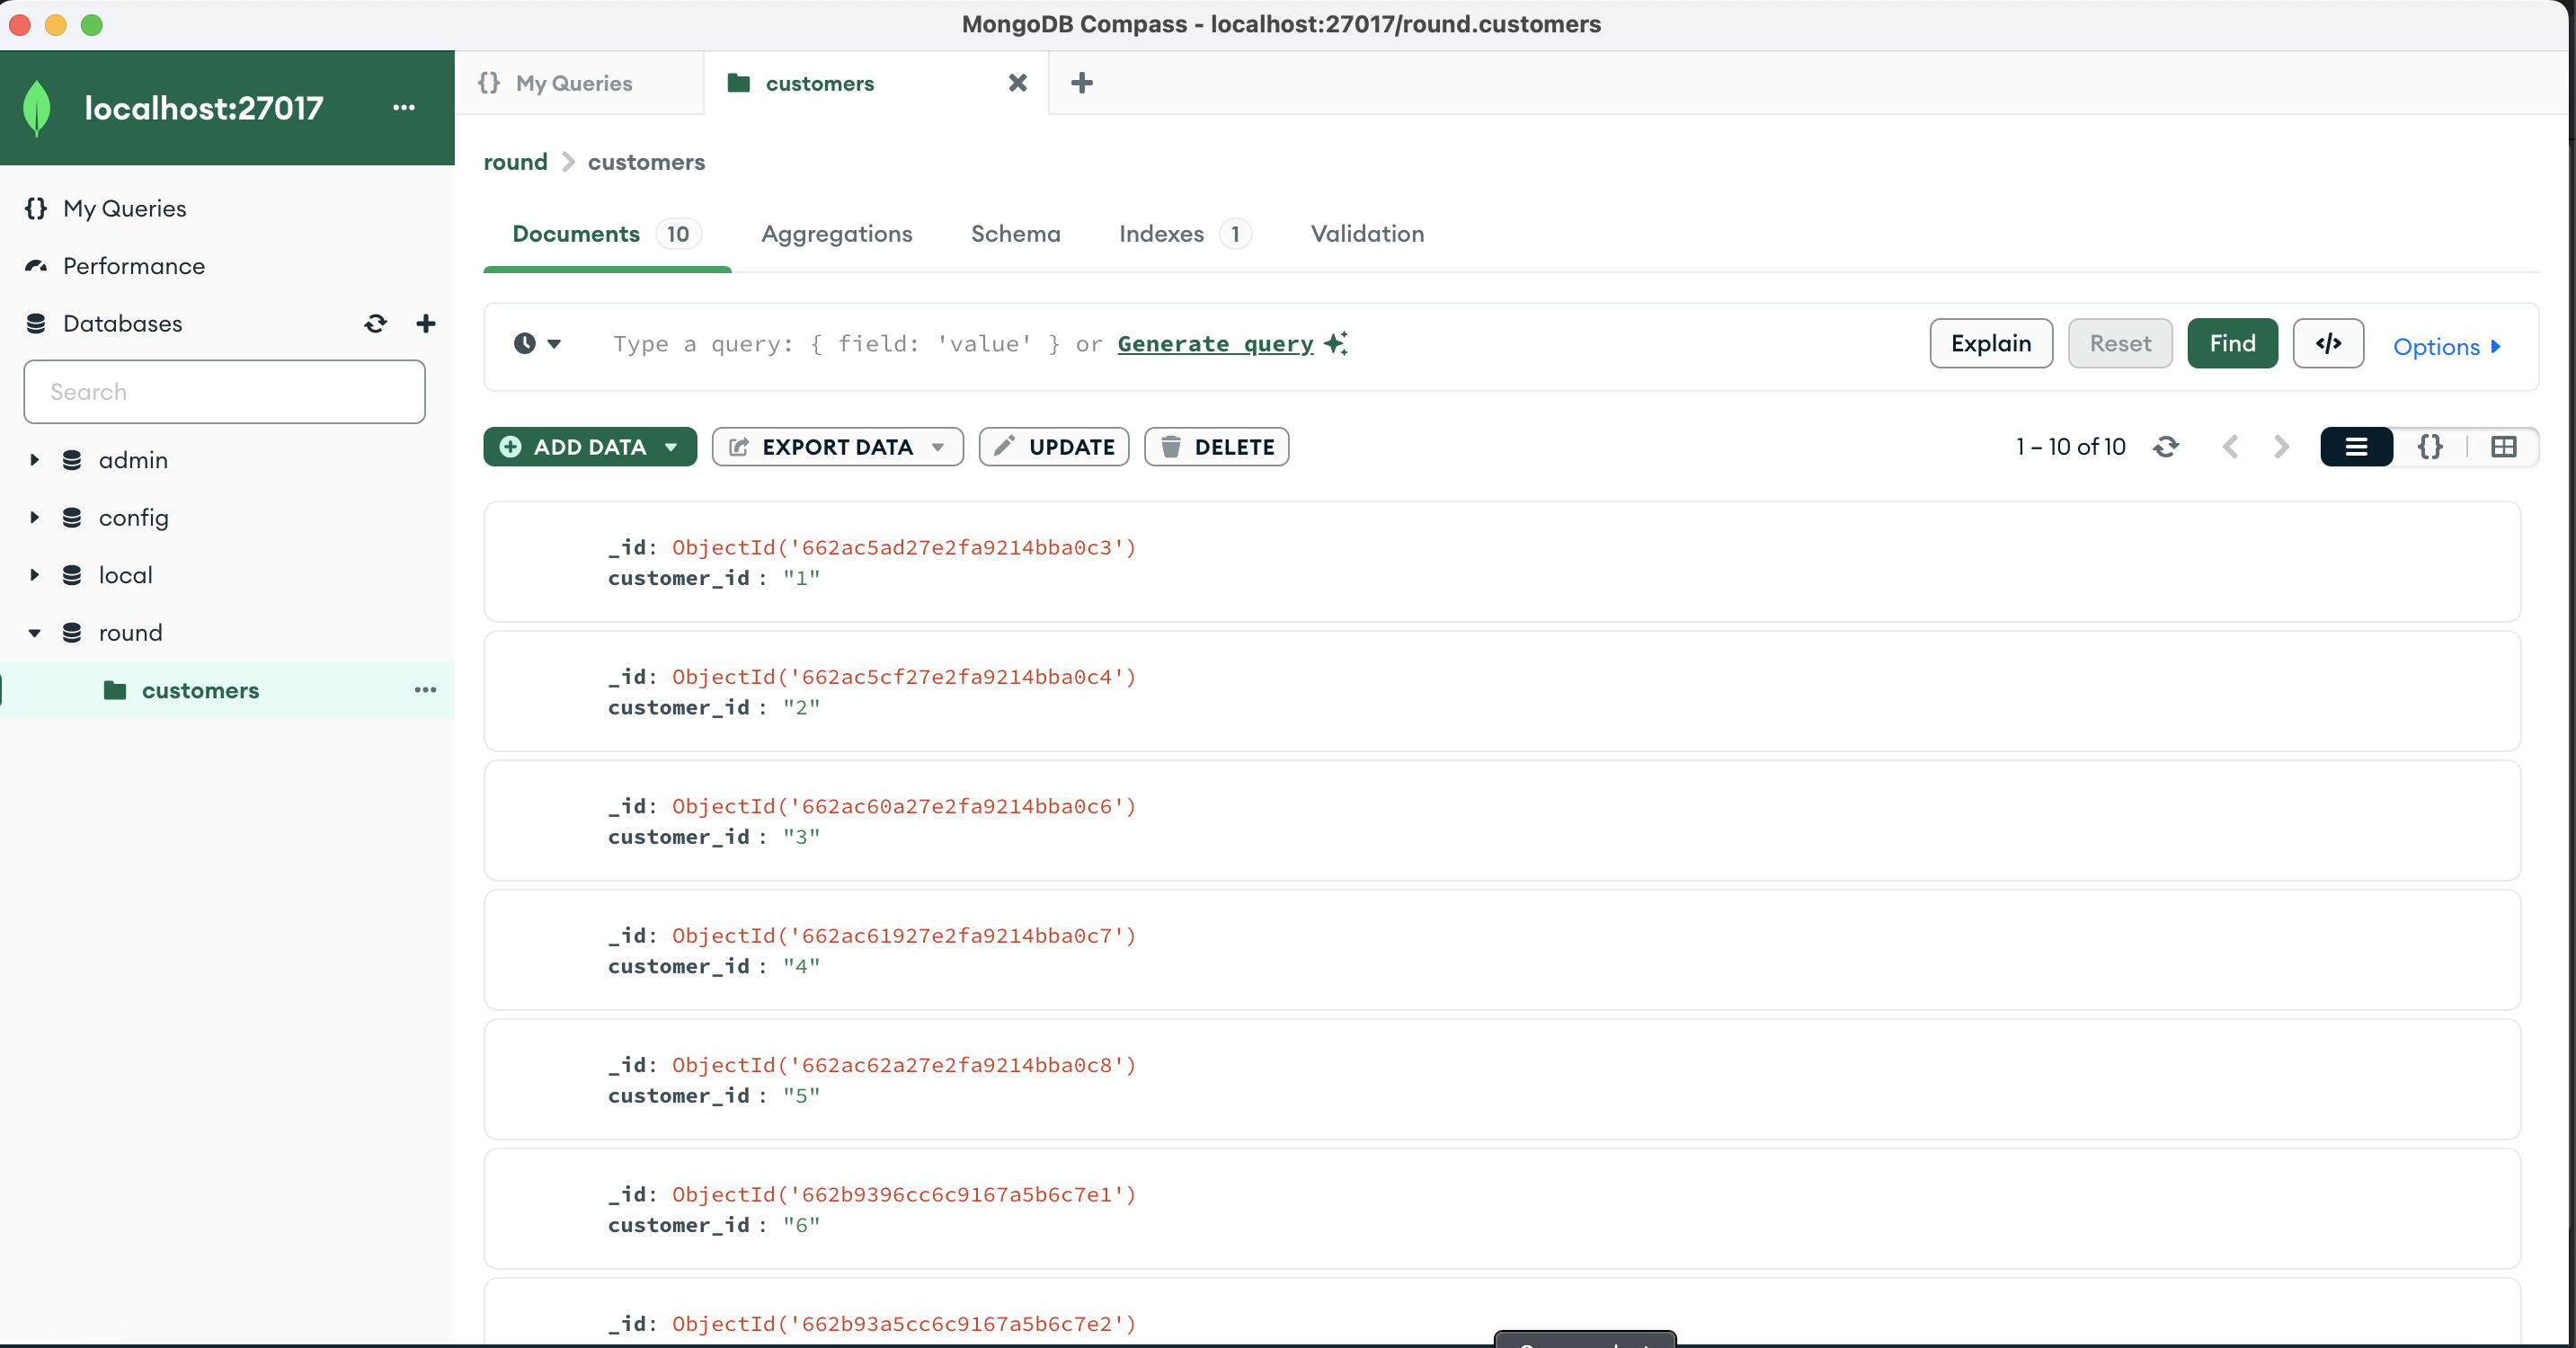 MongoDB Compass - localhost:27017/round.customers
localhost:27017 ...
{} My Queries
customers
My Queries
Performance
Databases
Search
admin
config
local
round
customers ...
round > customers
Documents 10 Aggregations Schema Indexes 1 Validation
Type a query: { field: 'value' } or Generate query
Explain Reset Find </> Options
ADD DATA EXPORT DATA UPDATE DELETE
1 – 10 of 10 {}
_id: ObjectId('662ac5ad27e2fa9214bba0c3')
customer_id : "1"
_id: ObjectId('662ac5cf27e2fa9214bba0c4')
customer_id : "2"
_id: ObjectId('662ac60a27e2fa9214bba0c6')
customer_id : "3"
_id: ObjectId('662ac61927e2fa9214bba0c7')
customer_id : "4"
_id: ObjectId('662ac62a27e2fa9214bba0c8')
customer_id : "5"
_id: ObjectId('662b9396cc6c9167a5b6c7e1')
customer_id : "6"
_id: ObjectId('662b93a5cc6c9167a5b6c7e2')